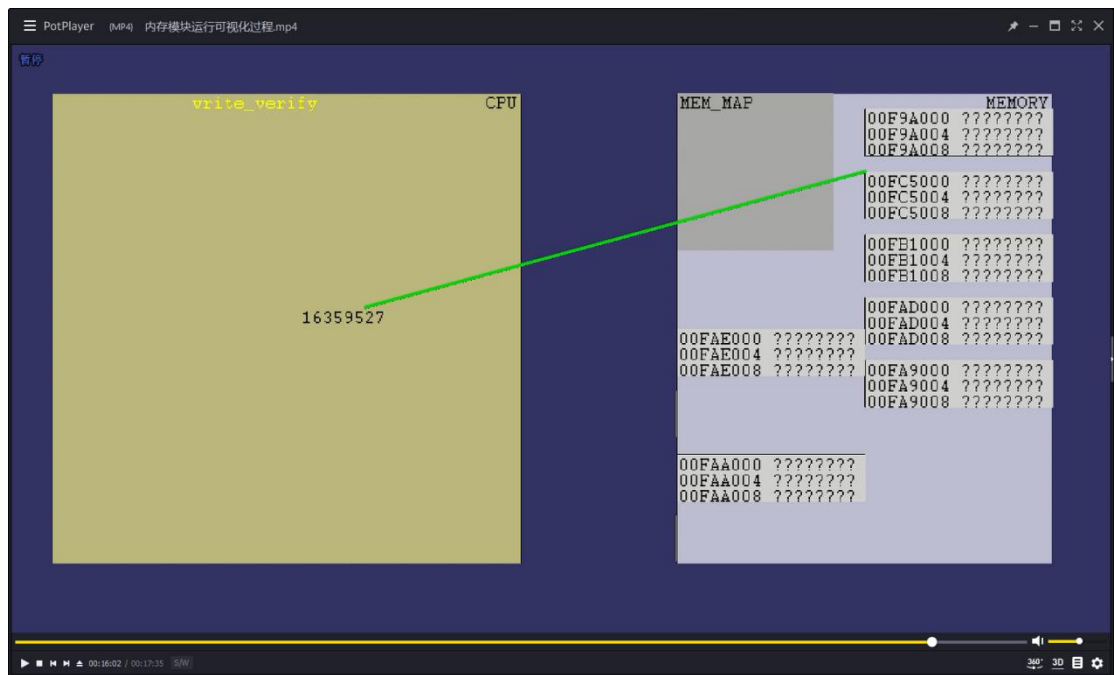 PotPlayer (MP4) 内存模块运行可视化过程.mp4
暂停
write_verify CPU
16359527
MEM_MAP MEMORY
00F9A000 ????????
00F9A004 ????????
00F9A008 ????????
00FC5000 ????????
00FC5004 ????????
00FC5008 ????????
00FB1000 ????????
00FB1004 ????????
00FB1008 ????????
00FAD000 ????????
00FAD004 ????????
00FAD008 ????????
00FAE000 ????????
00FAE004 ????????
00FAE008 ????????
00FA9000 ????????
00FA9004 ????????
00FA9008 ????????
00FAA000 ????????
00FAA004 ????????
00FAA008 ????????
00:16:02 / 00:17:35 S/W
360° 3D